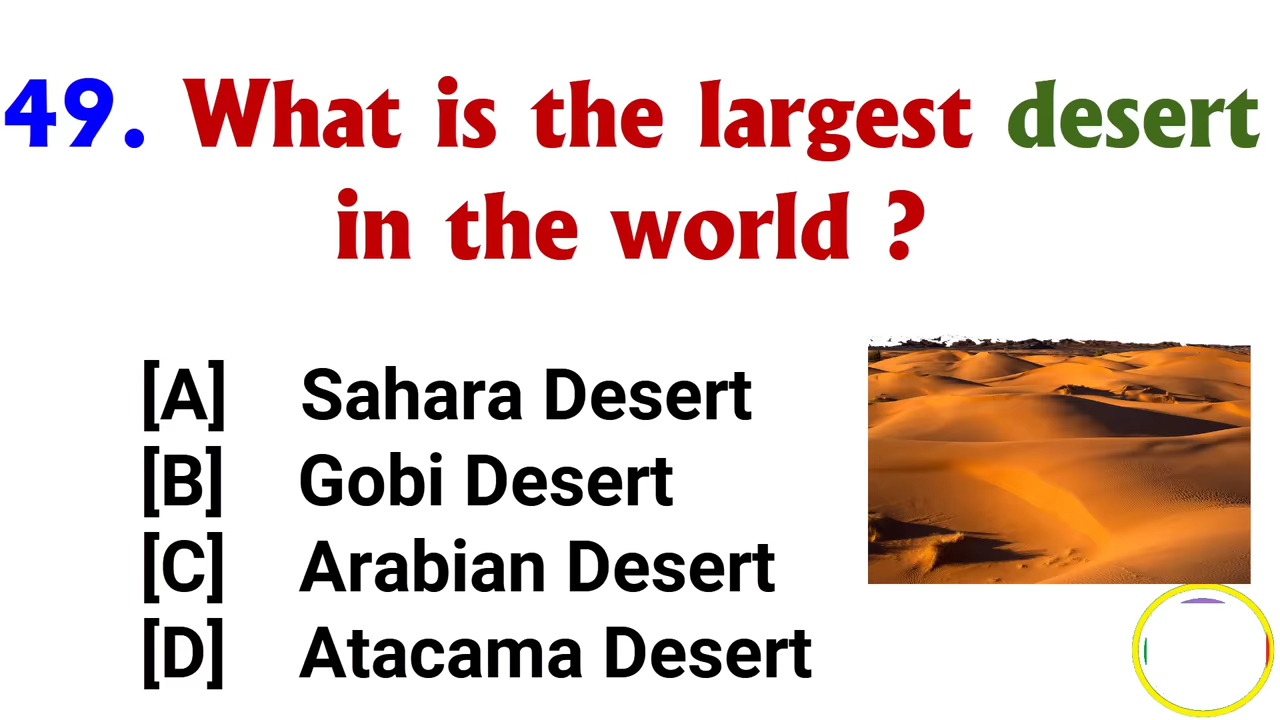 49. What is the largest desert
in the world ?
[A] Sahara Desert
[B] Gobi Desert
[C] Arabian Desert
[D] Atacama Desert